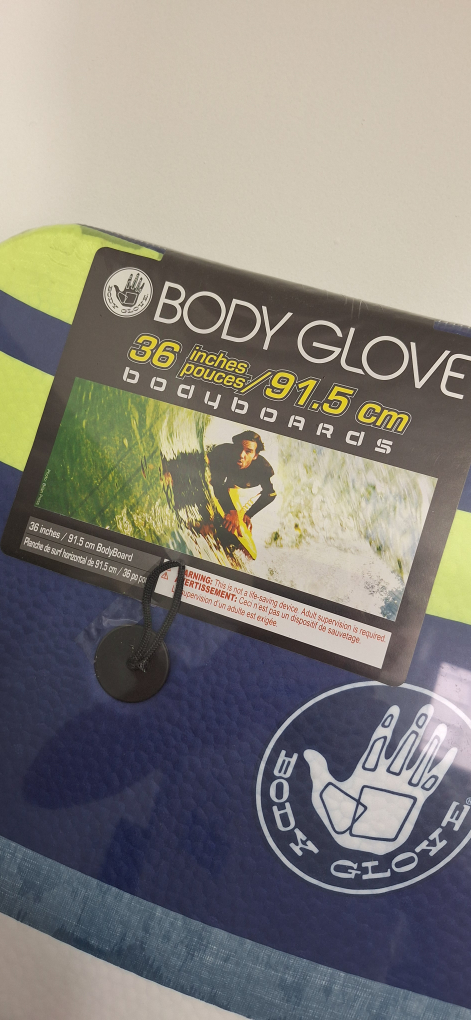 BODY GLOVE
BODY GLOVE
36 inches
pouces/91.5 cm
bodyboards
36 inches / 91.5 cm BodyBoard
Planche de surf horizontal de 91.5 cm / 36 po
WARNING: This is not a life-saving device. Adult supervision is required.
AVERTISSEMENT: Ceci n'est pas un dispositif de sauvetage.
Supervision d'un adulte est exigée.
BODY GLOVE